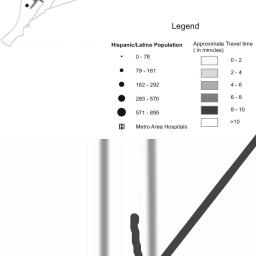 Legend
Hispanic/Latino Population
0 - 78
79 - 161
162 - 292
293 - 570
571 - 895
H Metro Area Hospitals
Approximate Travel time
( in minutes)
0 - 2
2 - 4
4 - 6
6 - 8
8 - 10
>10